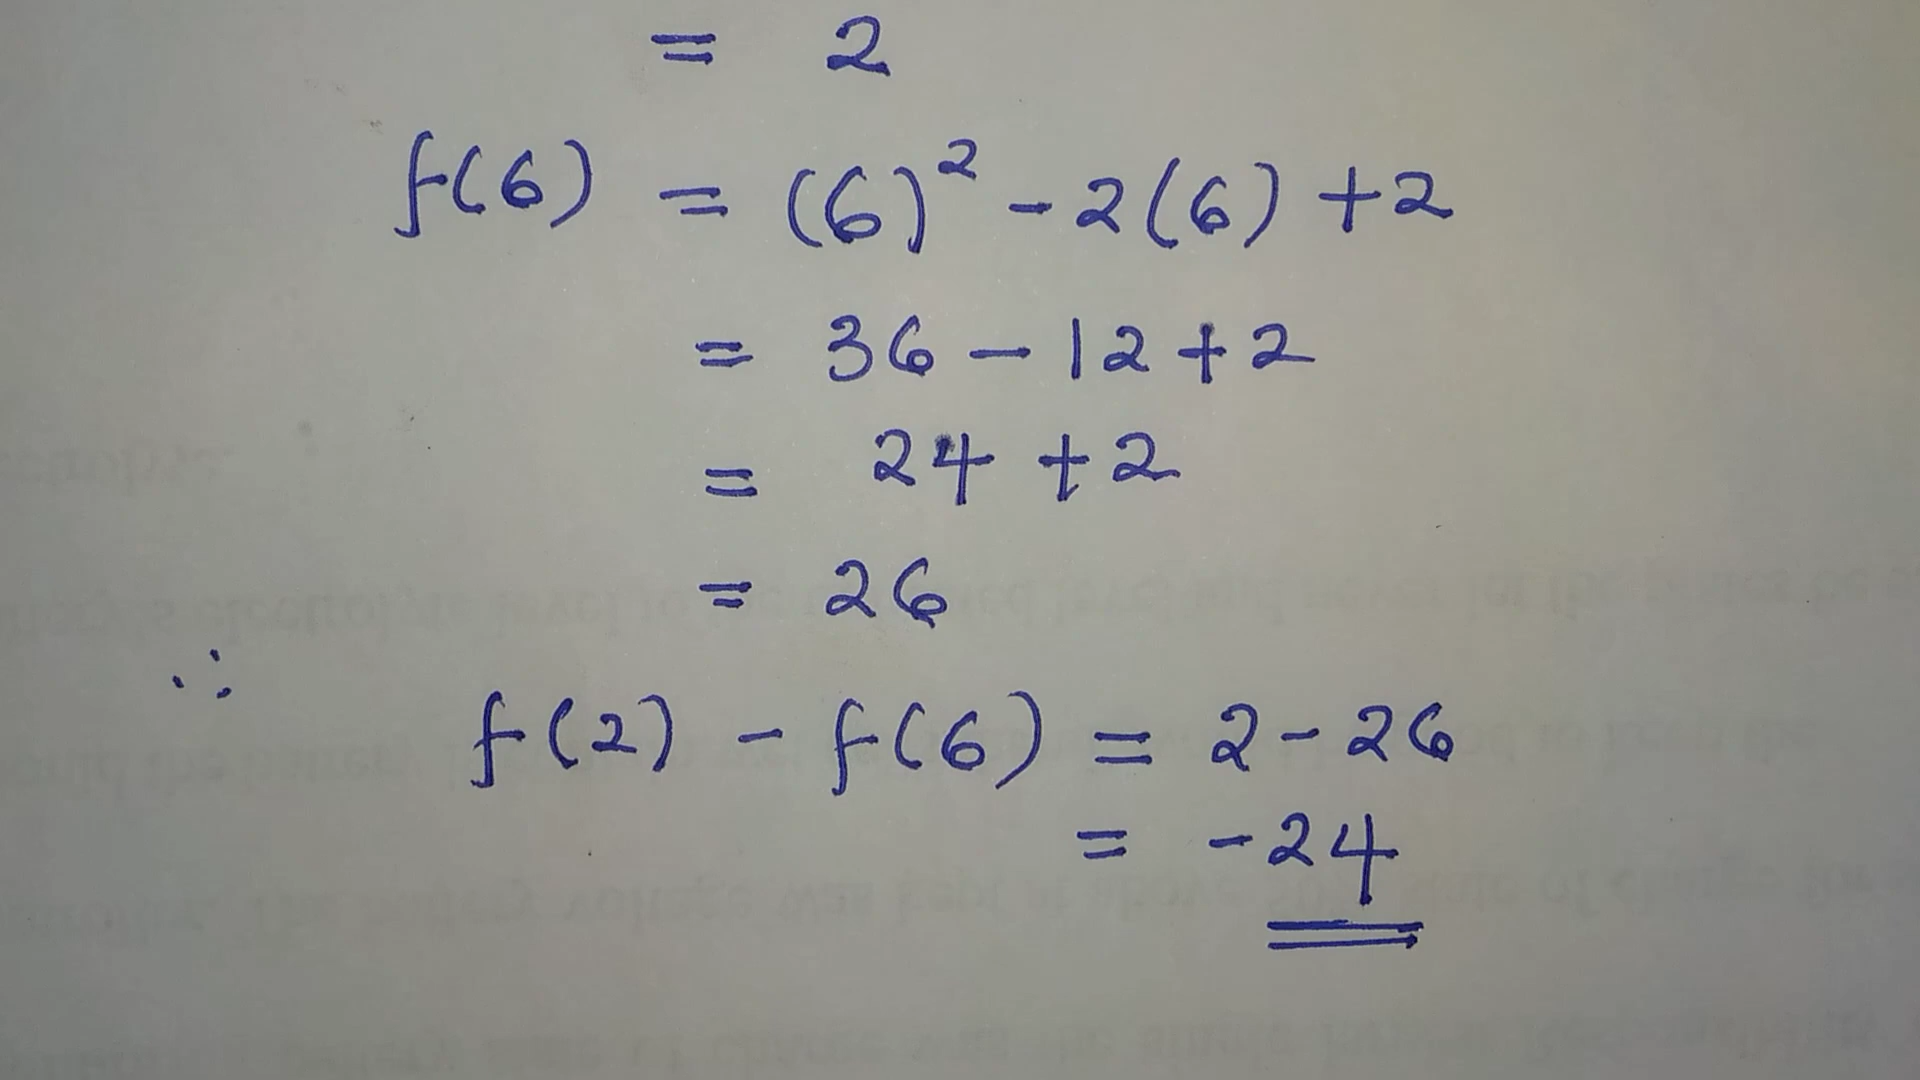 = 2
f(6) = (6)² - 2(6) + 2
= 36 - 12 + 2
= 24 + 2
= 26
∴ f(2) - f(6) = 2 - 26
= -24